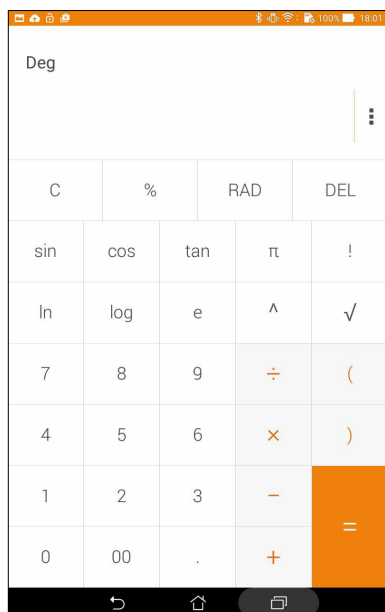 100% 18:01
Deg
C % RAD DEL
sin cos tan π !
ln log e ^ √
7 8 9 ÷ (
4 5 6 × )
1 2 3 − =
0 00 . +